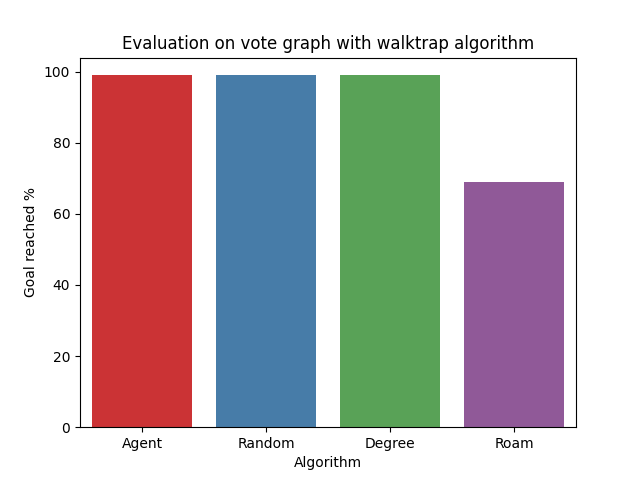 Evaluation on vote graph with walktrap algorithm
Goal reached %
100
80
60
40
20
0
Agent Random Degree Roam
Algorithm